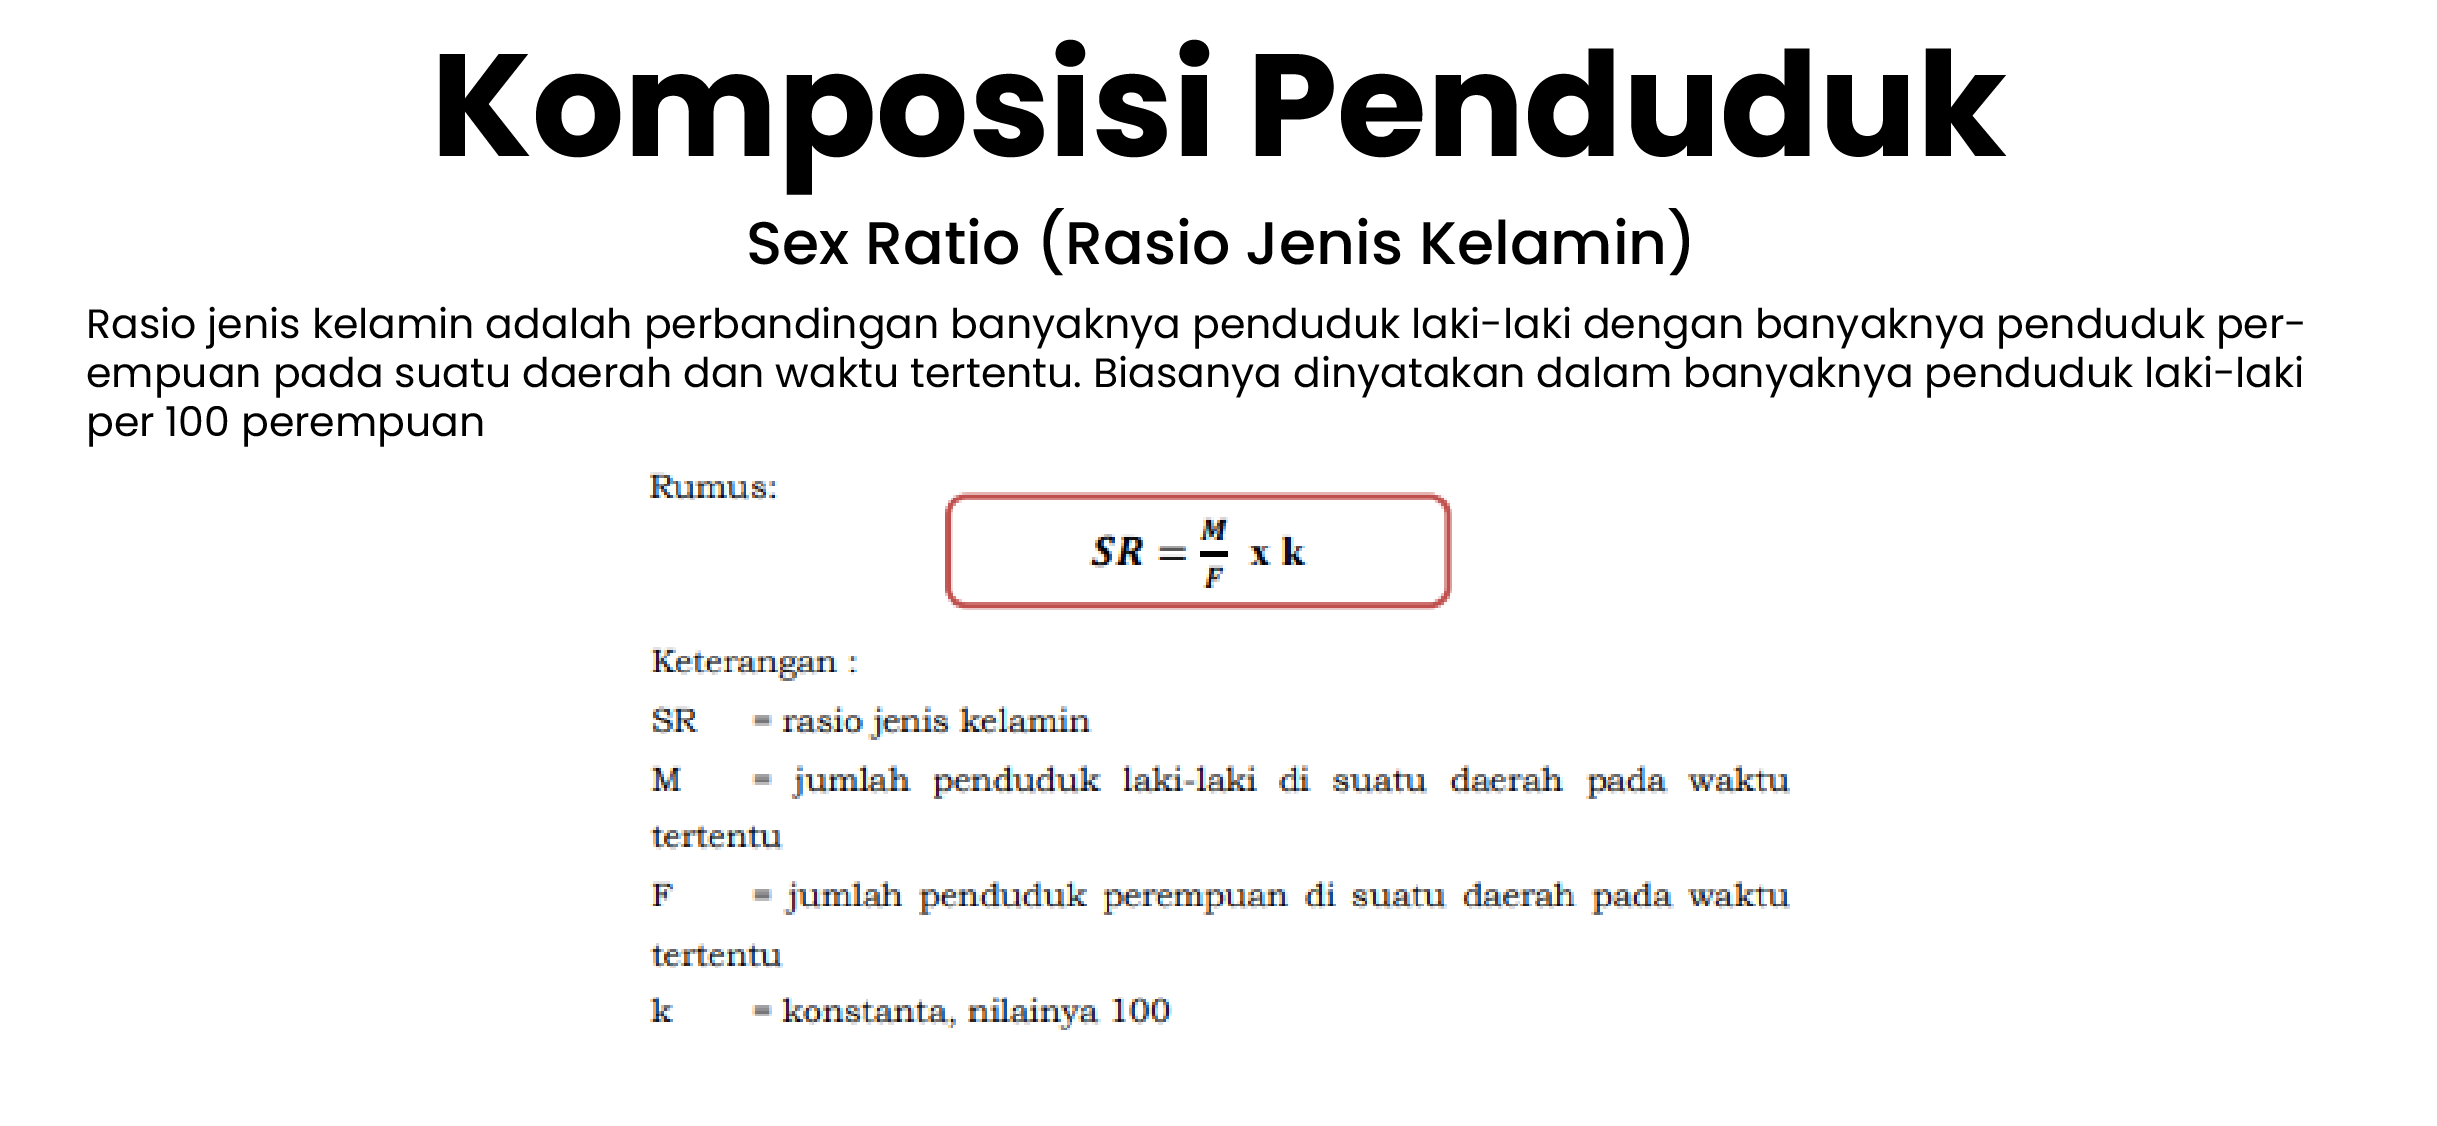 Komposisi Penduduk
Sex Ratio (Rasio Jenis Kelamin)
Rasio jenis kelamin adalah perbandingan banyaknya penduduk laki-laki dengan banyaknya penduduk per-
empuan pada suatu daerah dan waktu tertentu. Biasanya dinyatakan dalam banyaknya penduduk laki-laki
per 100 perempuan
Rumus:
SR = M/F x k
Keterangan :
SR = rasio jenis kelamin
M = jumlah penduduk laki-laki di suatu daerah pada waktu
tertentu
F = jumlah penduduk perempuan di suatu daerah pada waktu
tertentu
k = konstanta, nilainya 100